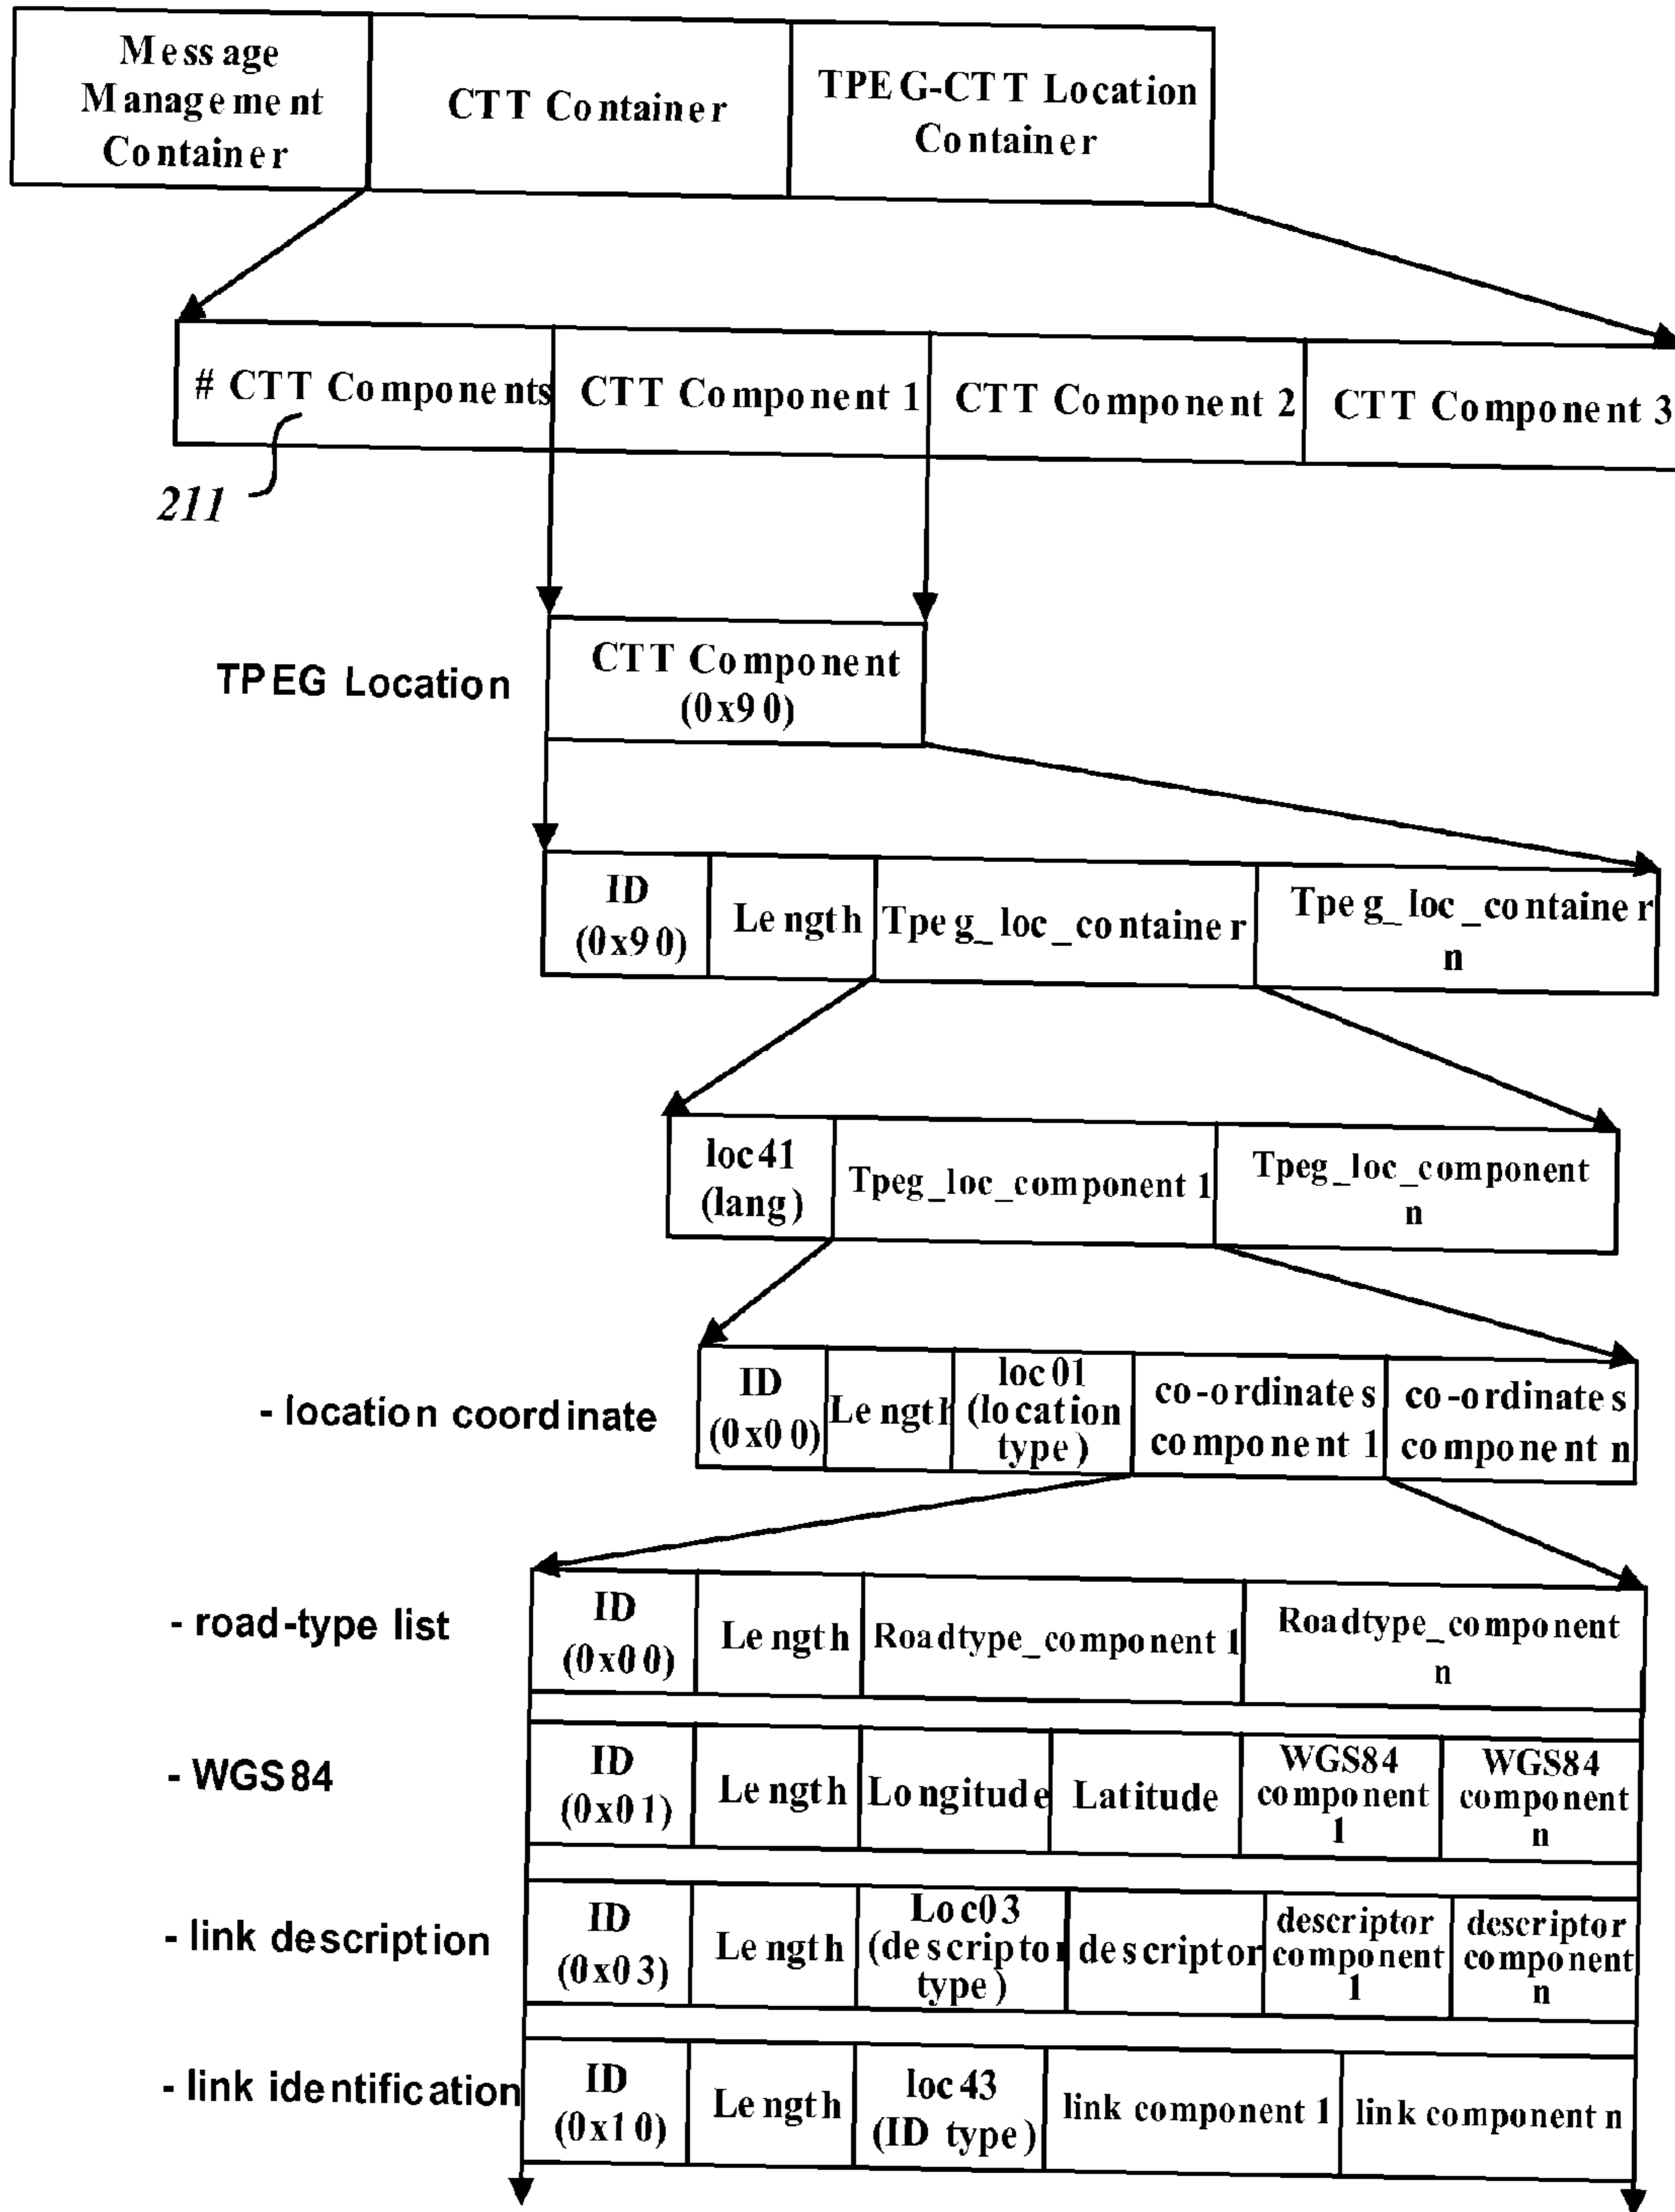 Message
Management
Container
CTT Container
TPEG-CTT Location
Container
# CTT Components
CTT Component 1
CTT Component 2
CTT Component 3
211
TPEG Location
CTT Component
(0x90)
ID
(0x90)
Length
Tpeg_loc_container
Tpeg_loc_container
n
loc41
(lang)
Tpeg_loc_component 1
Tpeg_loc_component
n
- location coordinate
ID
(0x00)
Length
loc01
(location
type)
co-ordinates
component 1
co-ordinates
component n
- road-type list
ID
(0x00)
Length
Roadtype_component 1
Roadtype_component
n
- WGS84
ID
(0x01)
Length
Longitude
Latitude
WGS84
component
1
WGS84
component
n
- link description
ID
(0x03)
Length
Loc03
(descriptor
type)
descriptor
descriptor
component
1
descriptor
component
n
- link identification
ID
(0x10)
Length
loc43
(ID type)
link component 1
link component n